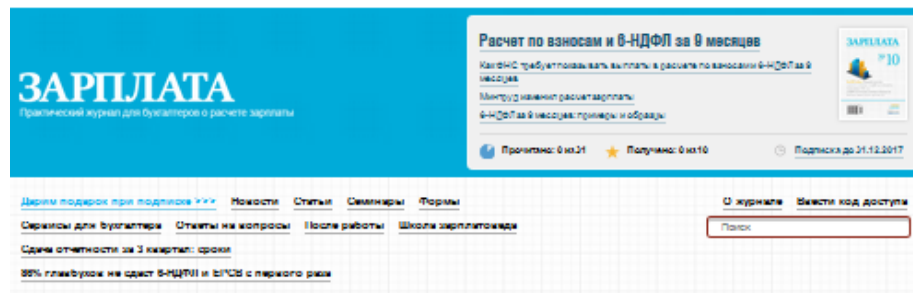 ЗАРПЛАТА
Практический журнал для бухгалтеров о расчете зарплаты
Расчет по взносам и 6-НДФЛ за 9 месяцев
Как ФНС требует показывать выплаты в расчете по взносам и 6-НДФЛ за 9
месяцев
Минтруд изменил расчет зарплаты
6-НДФЛ за 9 месяцев: примеры и образцы
Прочитано: 0 из 31
Получено: 0 из 10
Подписка до 31.12.2017
ЗАРПЛАТА
№10
Дарим подарок при подписке >>> Новости Статьи Семинары Формы
О журнале Ввести код доступа
Сервисы для бухгалтера Ответы на вопросы После работы Школа зарплатоведа
Поиск
Сдача отчетности за 3 квартал: сроки
86% главбухов не сдаст 6-НДФЛ и ЕРСВ с первого раза